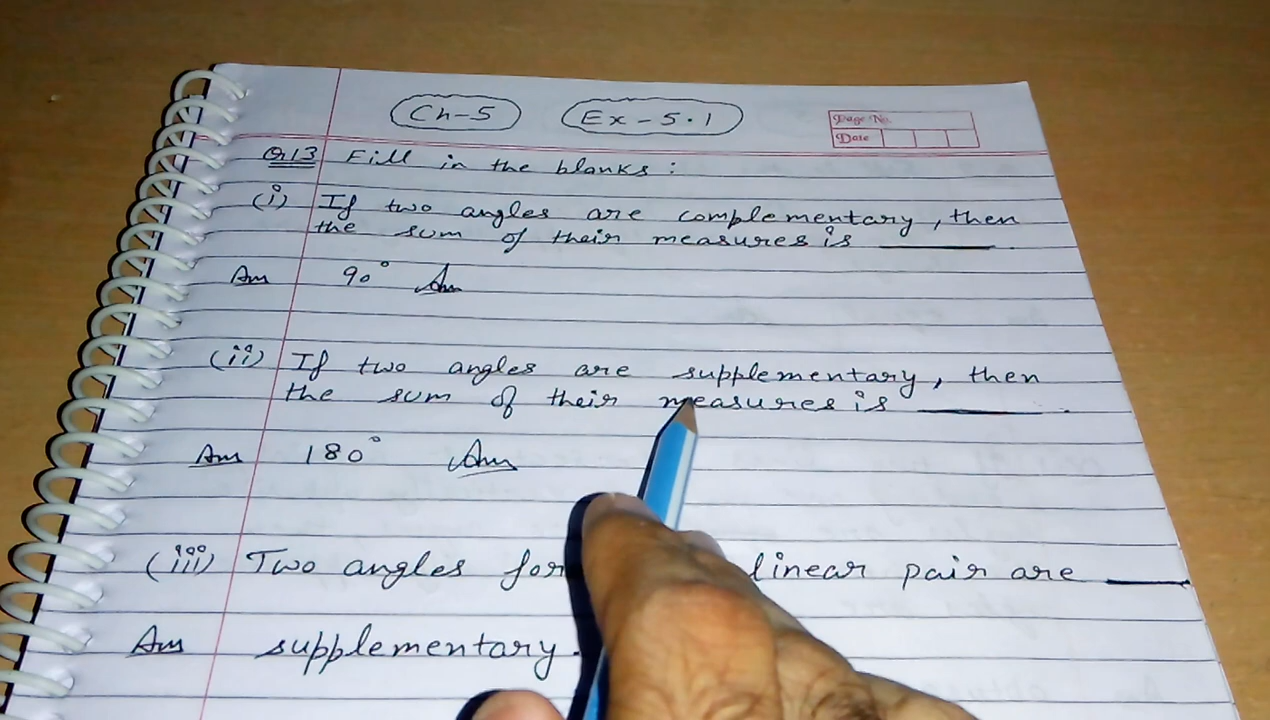 Ch-5 Ex-5.1
Page No.
Date
Q13 Fill in the blanks :
(i) If two angles are complementary, then
the sum of their measures is ______.
Ans 90° Ans
(ii) If two angles are supplementary, then
the sum of their measures is ______.
Ans 180° Ans
(iii) Two angles for linear pair are ______
Ans supplementary.